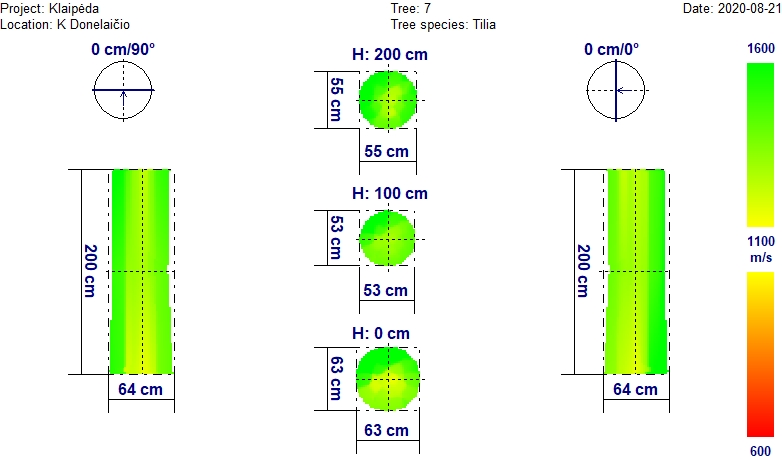 Project: Klaipėda
Tree: 7
Date: 2020-08-21
Location: K Donelaičio
Tree species: Tilia
0 cm/90°
H: 200 cm
0 cm/0°
1600
55 cm
55 cm
H: 100 cm
53 cm
53 cm
200 cm
200 cm
1100
m/s
H: 0 cm
63 cm
63 cm
64 cm
64 cm
600